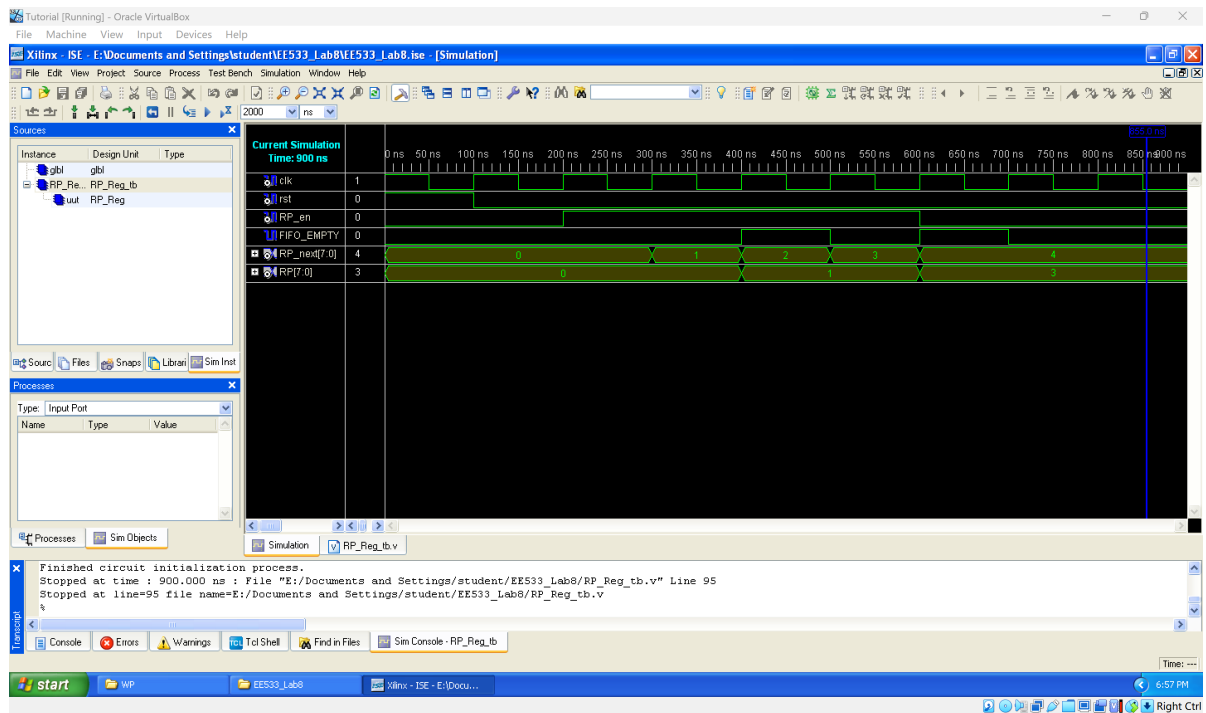 Tutorial [Running] - Oracle VirtualBox
File Machine View Input Devices Help
Xilinx - ISE - E:\Documents and Settings\student\EE533_Lab8\EE533_Lab8.ise - [Simulation]
File Edit View Project Source Process Test Bench Simulation Window Help
2000 ns
Sources
Instance Design Unit Type
glbl glbl
RP_Re... RP_Reg_tb
uut RP_Reg
Sourc Files Snaps Librari Sim Inst
Processes
Type: Input Port
Name Type Value
Processes Sim Objects
Current Simulation
Time: 900 ns
0 ns 50 ns 100 ns 150 ns 200 ns 250 ns 300 ns 350 ns 400 ns 450 ns 500 ns 550 ns 600 ns 650 ns 700 ns 750 ns 800 ns 850 ns 900 ns
clk 1
rst 0
RP_en 0
FIFO_EMPTY 0
RP_next[7:0] 4 0 1 2 3 4
RP[7:0] 3 0 1 3
Simulation RP_Reg_tb.v
Finished circuit initialization process.
Stopped at time : 900.000 ns : File "E:/Documents and Settings/student/EE533_Lab8/RP_Reg_tb.v" Line 95
Stopped at line=95 file name=E:/Documents and Settings/student/EE533_Lab8/RP_Reg_tb.v
%
Transcript
Console Errors Warnings Tcl Shell Find in Files Sim Console - RP_Reg_tb
Time: ---
start WP EE533_Lab8 Xilinx - ISE - E:\Docu... 6:57 PM
Right Ctrl